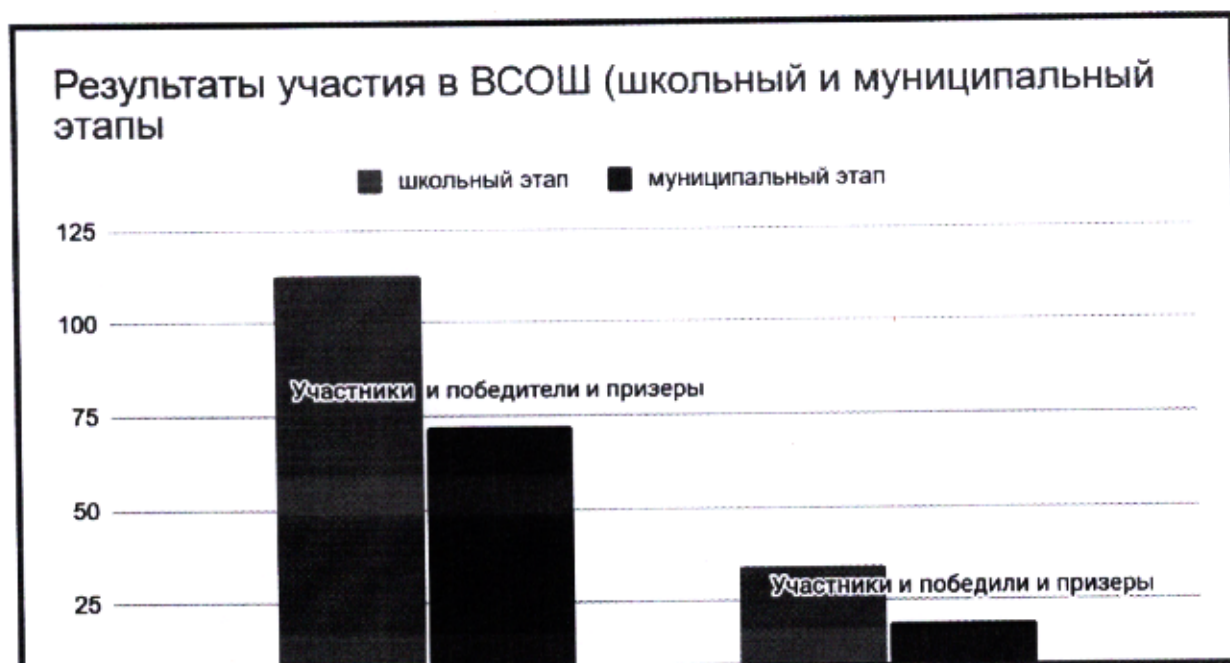 Результаты участия в ВСОШ (школьный и муниципальный
этапы
школьный этап муниципальный этап
125
100
Участники и победители и призеры
75
50
Участники и победили и призеры
25